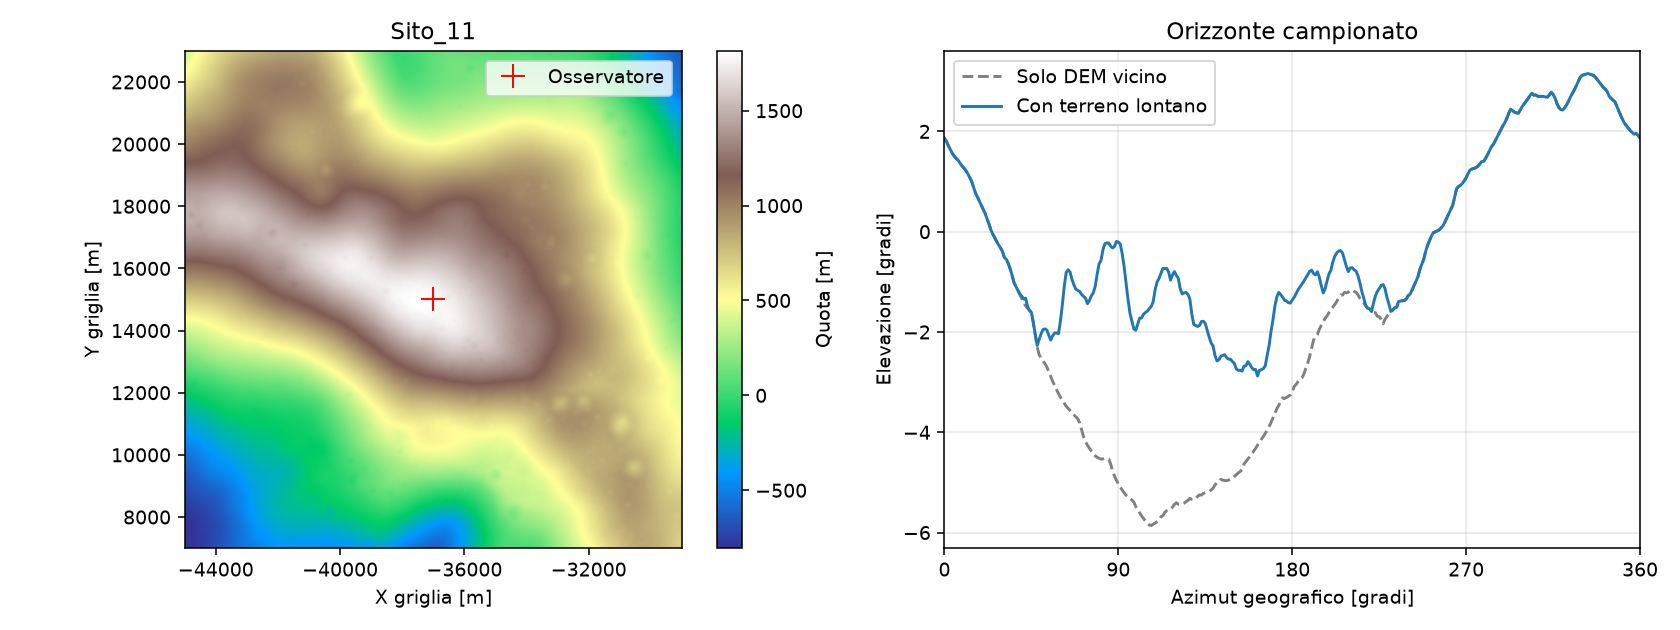 Sito_11
Osservatore
22000
20000
18000
16000
14000
12000
10000
8000
Y griglia [m]
−44000 −40000 −36000 −32000
X griglia [m]
1500
1000
500
0
−500
Quota [m]
Orizzonte campionato
Solo DEM vicino
Con terreno lontano
2
0
−2
−4
−6
Elevazione [gradi]
0 90 180 270 360
Azimut geografico [gradi]